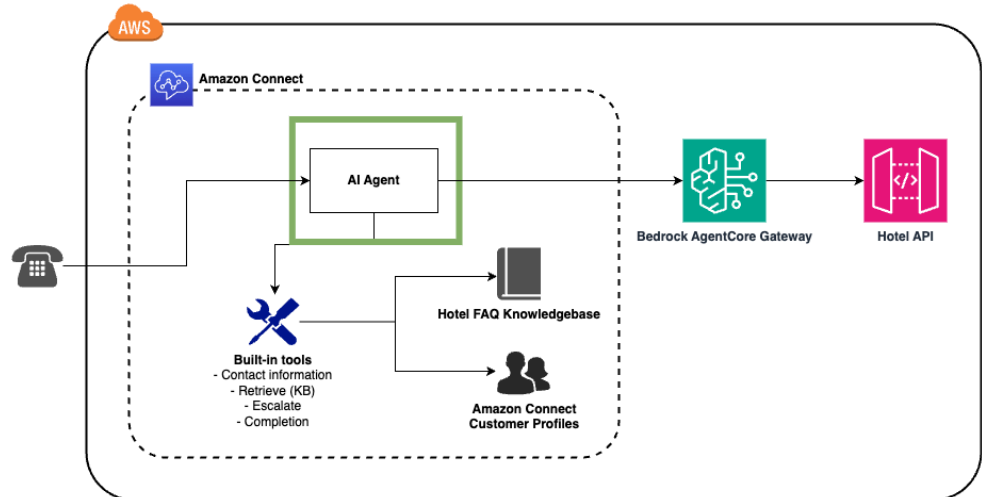 AWS
Amazon Connect
AI Agent
Bedrock AgentCore Gateway
Hotel API
Hotel FAQ Knowledgebase
Built-in tools
- Contact information
- Retrieve (KB)
- Escalate
- Completion
Amazon Connect
Customer Profiles